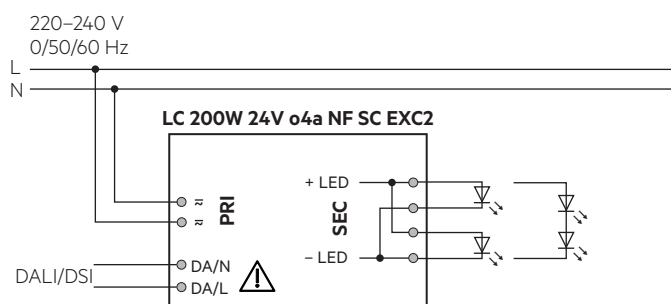 220–240 V
0/50/60 Hz
L
N
LC 200W 24V o4a NF SC EXC2
+ LED
≂
PRI
SEC
≂
– LED
DA/N
DALI/DSI
DA/L